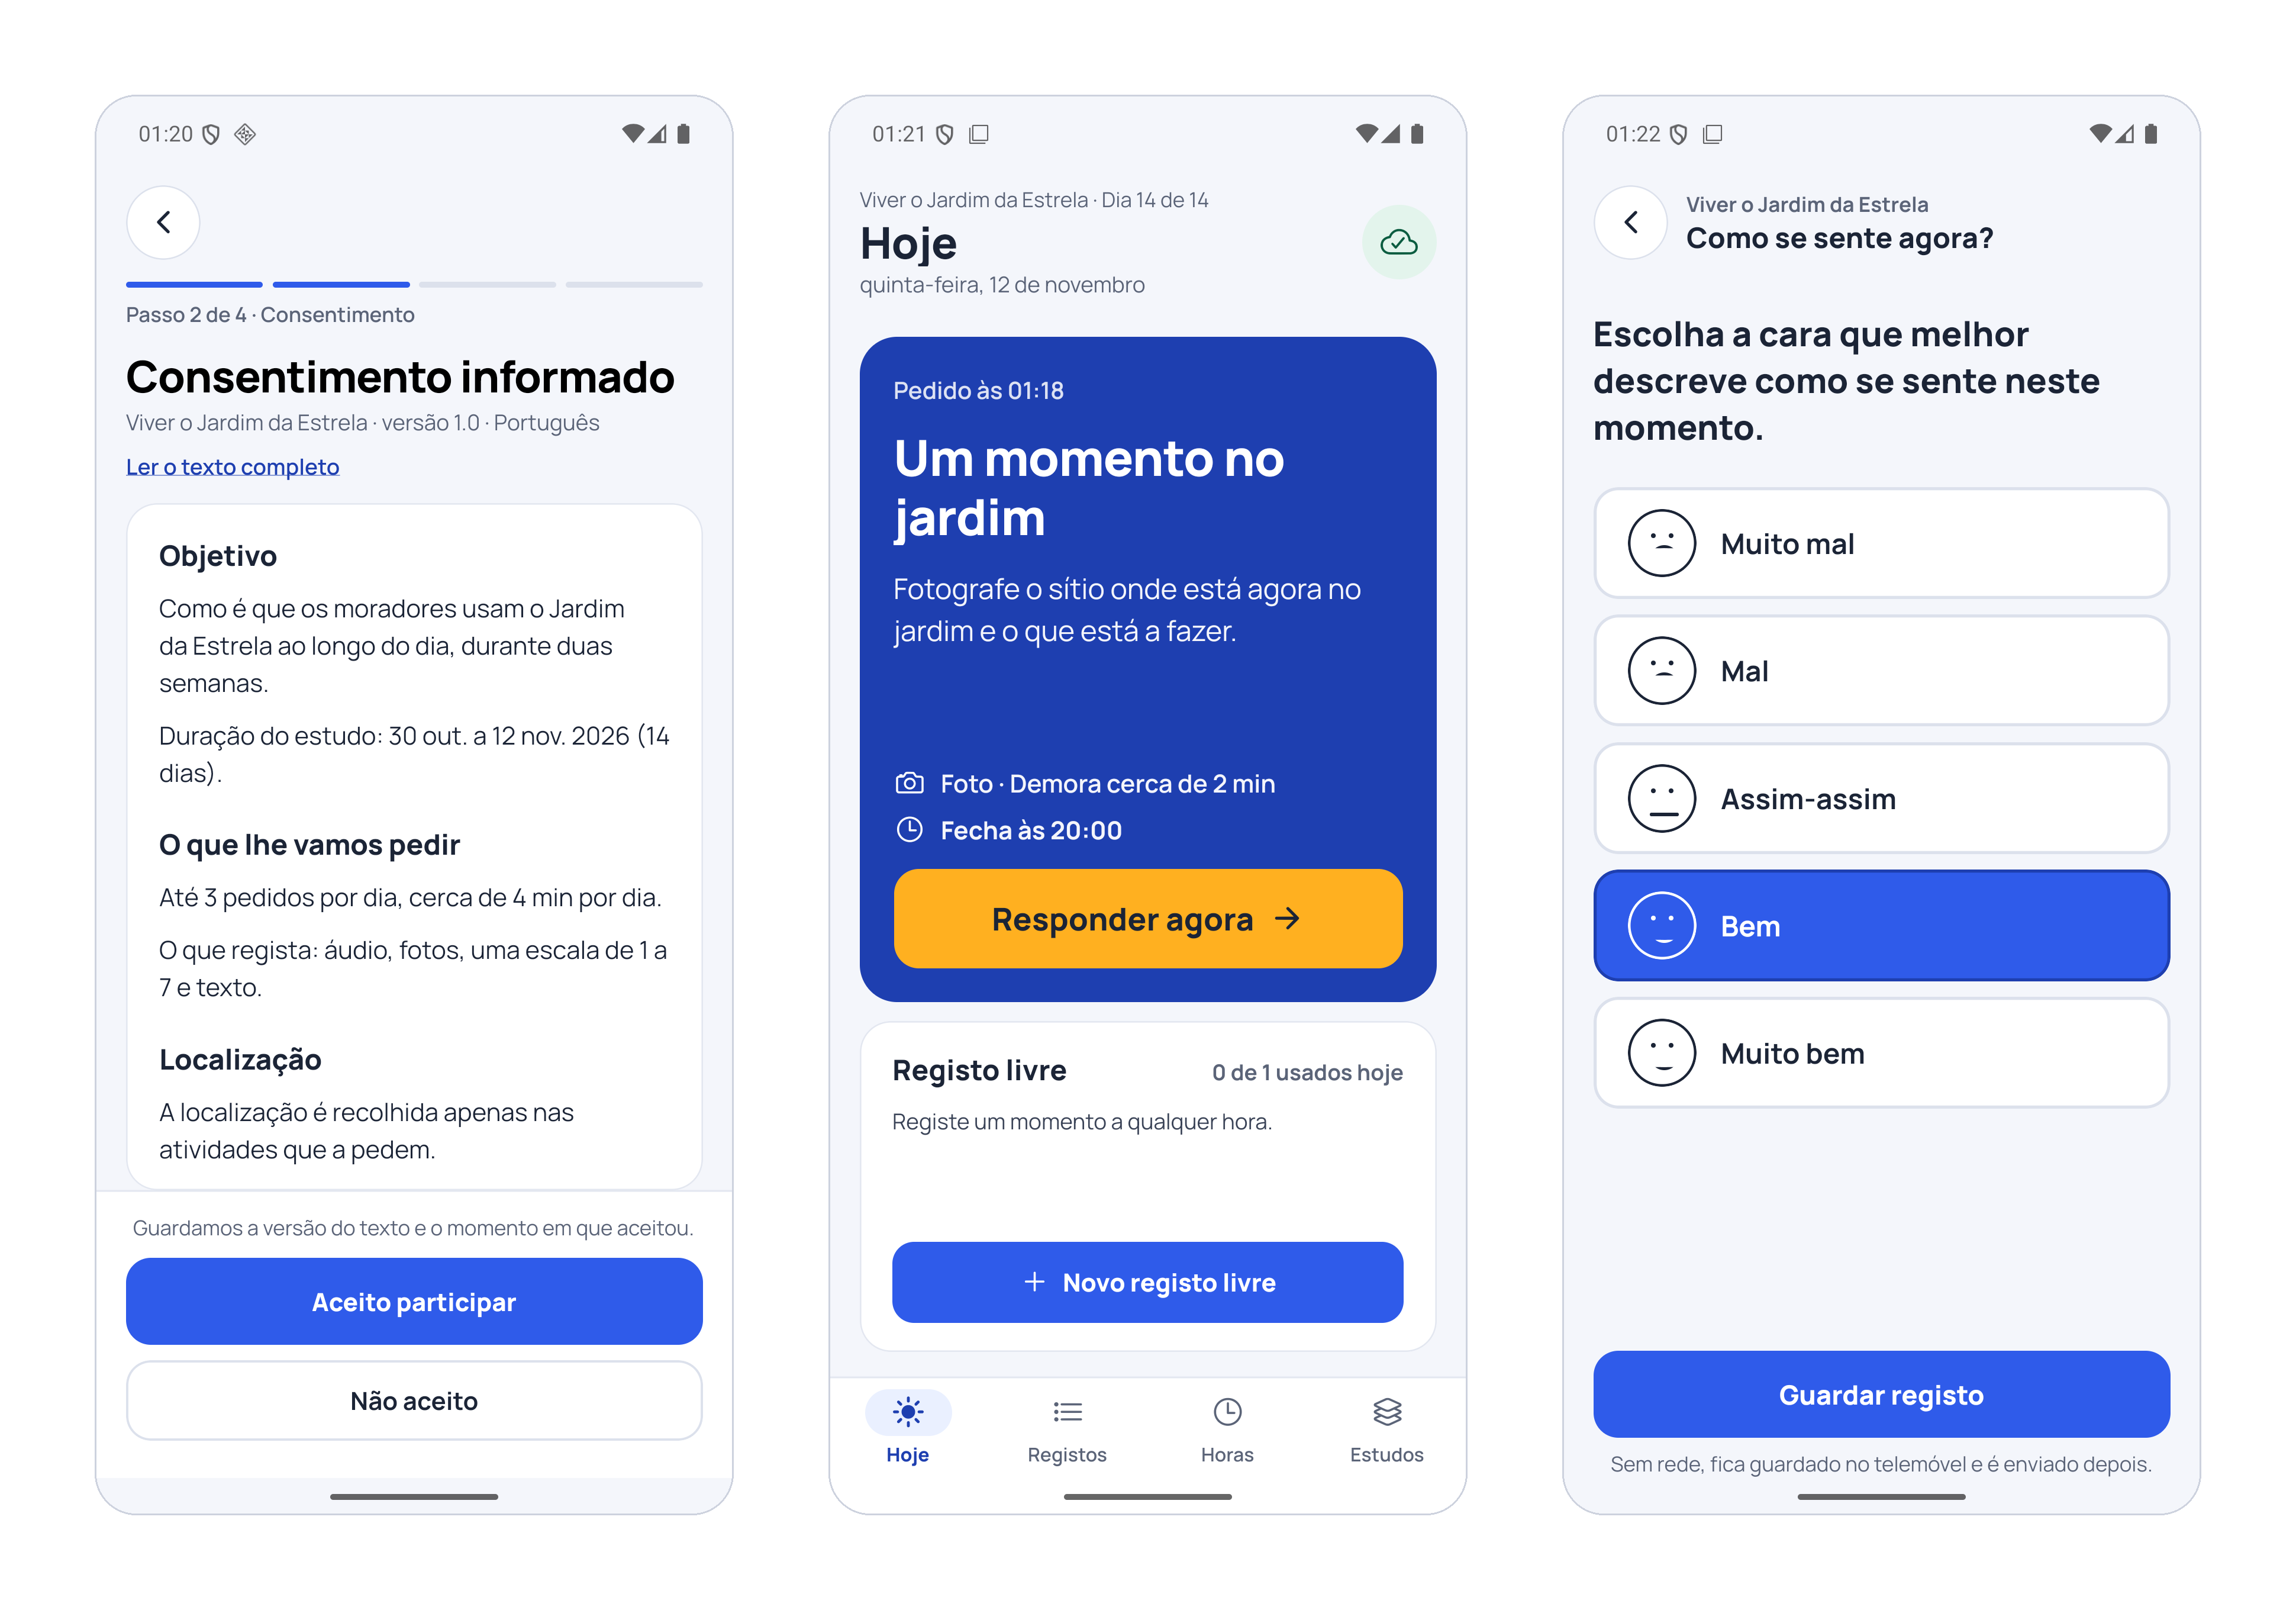 01:20
Passo 2 de 4 · Consentimento
Consentimento informado
Viver o Jardim da Estrela · versão 1.0 · Português
Ler o texto completo
Objetivo
Como é que os moradores usam o Jardim
da Estrela ao longo do dia, durante duas
semanas.
Duração do estudo: 30 out. a 12 nov. 2026 (14
dias).
O que lhe vamos pedir
Até 3 pedidos por dia, cerca de 4 min por dia.
O que regista: áudio, fotos, uma escala de 1 a
7 e texto.
Localização
A localização é recolhida apenas nas
atividades que a pedem.
Guardamos a versão do texto e o momento em que aceitou.
Aceito participar
Não aceito
01:21
Viver o Jardim da Estrela · Dia 14 de 14
Hoje
quinta-feira, 12 de novembro
Pedido às 01:18
Um momento no
jardim
Fotografe o sítio onde está agora no
jardim e o que está a fazer.
Foto · Demora cerca de 2 min
Fecha às 20:00
Responder agora
Registo livre
0 de 1 usados hoje
Registe um momento a qualquer hora.
Novo registo livre
Hoje
Registos
Horas
Estudos
01:22
Viver o Jardim da Estrela
Como se sente agora?
Escolha a cara que melhor
descreve como se sente neste
momento.
Muito mal
Mal
Assim-assim
Bem
Muito bem
Guardar registo
Sem rede, fica guardado no telemóvel e é enviado depois.